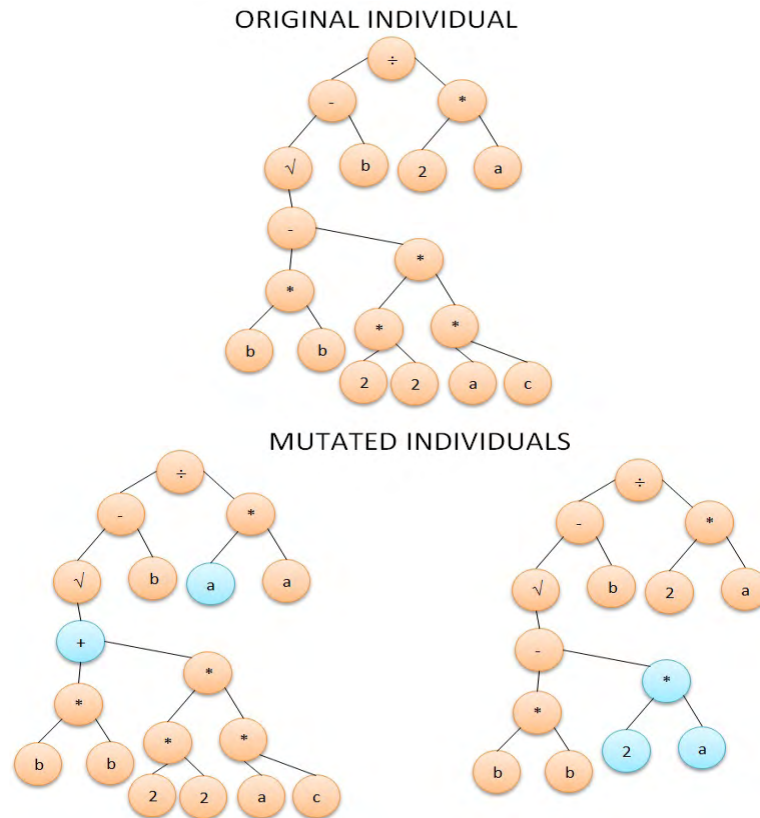 ORIGINAL INDIVIDUAL
÷
- *
√ b 2 a
-
*
*
* *
b b
2 2 a c
MUTATED INDIVIDUALS
÷
- *
√ b a a
+
*
*
* *
b b
2 2 a c
÷
- *
√ b 2 a
-
*
*
2 a
b b